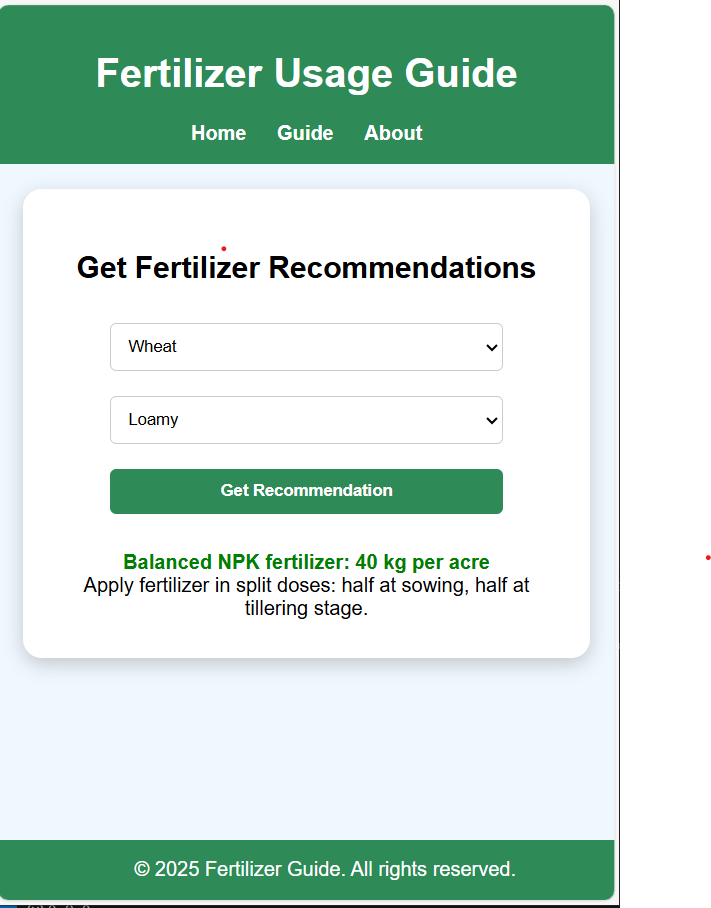 Fertilizer Usage Guide
Home Guide About
Get Fertilizer Recommendations
Wheat
Loamy
Get Recommendation
Balanced NPK fertilizer: 40 kg per acre
Apply fertilizer in split doses: half at sowing, half at
tillering stage.
© 2025 Fertilizer Guide. All rights reserved.